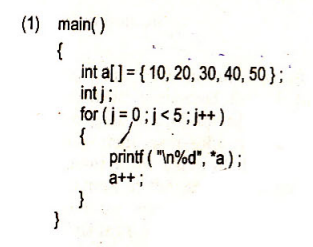 (1) main( )
{
int a[ ] = { 10, 20, 30, 40, 50 } ;
int j ;
for ( j = 0 ; j < 5 ; j++ )
{
printf ( "\n%d", *a ) ;
a++ ;
}
}